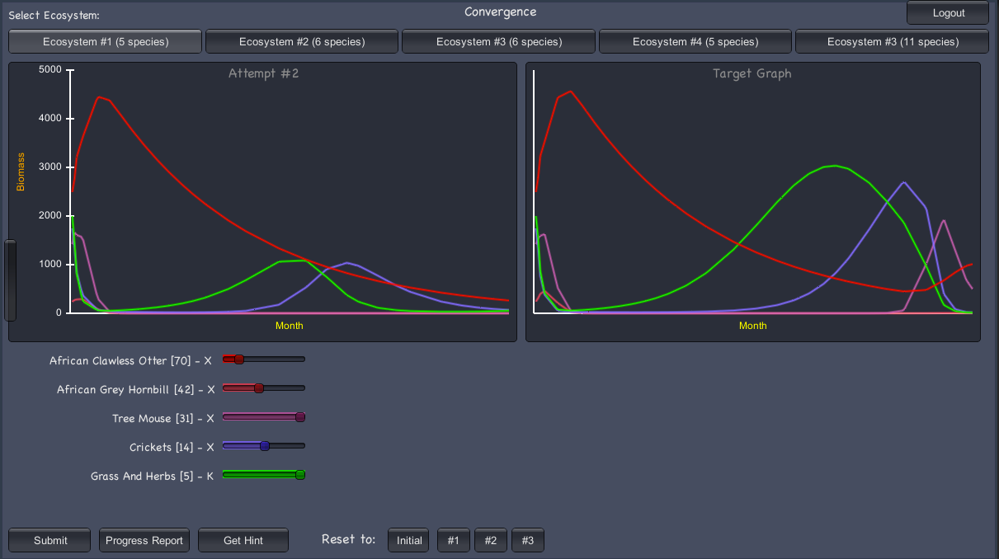 Select Ecosystem:
Convergence
Logout
Ecosystem #1 (5 species)
Ecosystem #2 (6 species)
Ecosystem #3 (6 species)
Ecosystem #4 (5 species)
Ecosystem #3 (11 species)
Attempt #2
Target Graph
5000
4000
3000
2000
1000
0
Biomass
Month
Month
African Clawless Otter [70] - X
African Grey Hornbill [42] - X
Tree Mouse [31] - X
Crickets [14] - X
Grass And Herbs [5] - K
Submit
Progress Report
Get Hint
Reset to:
Initial
#1
#2
#3